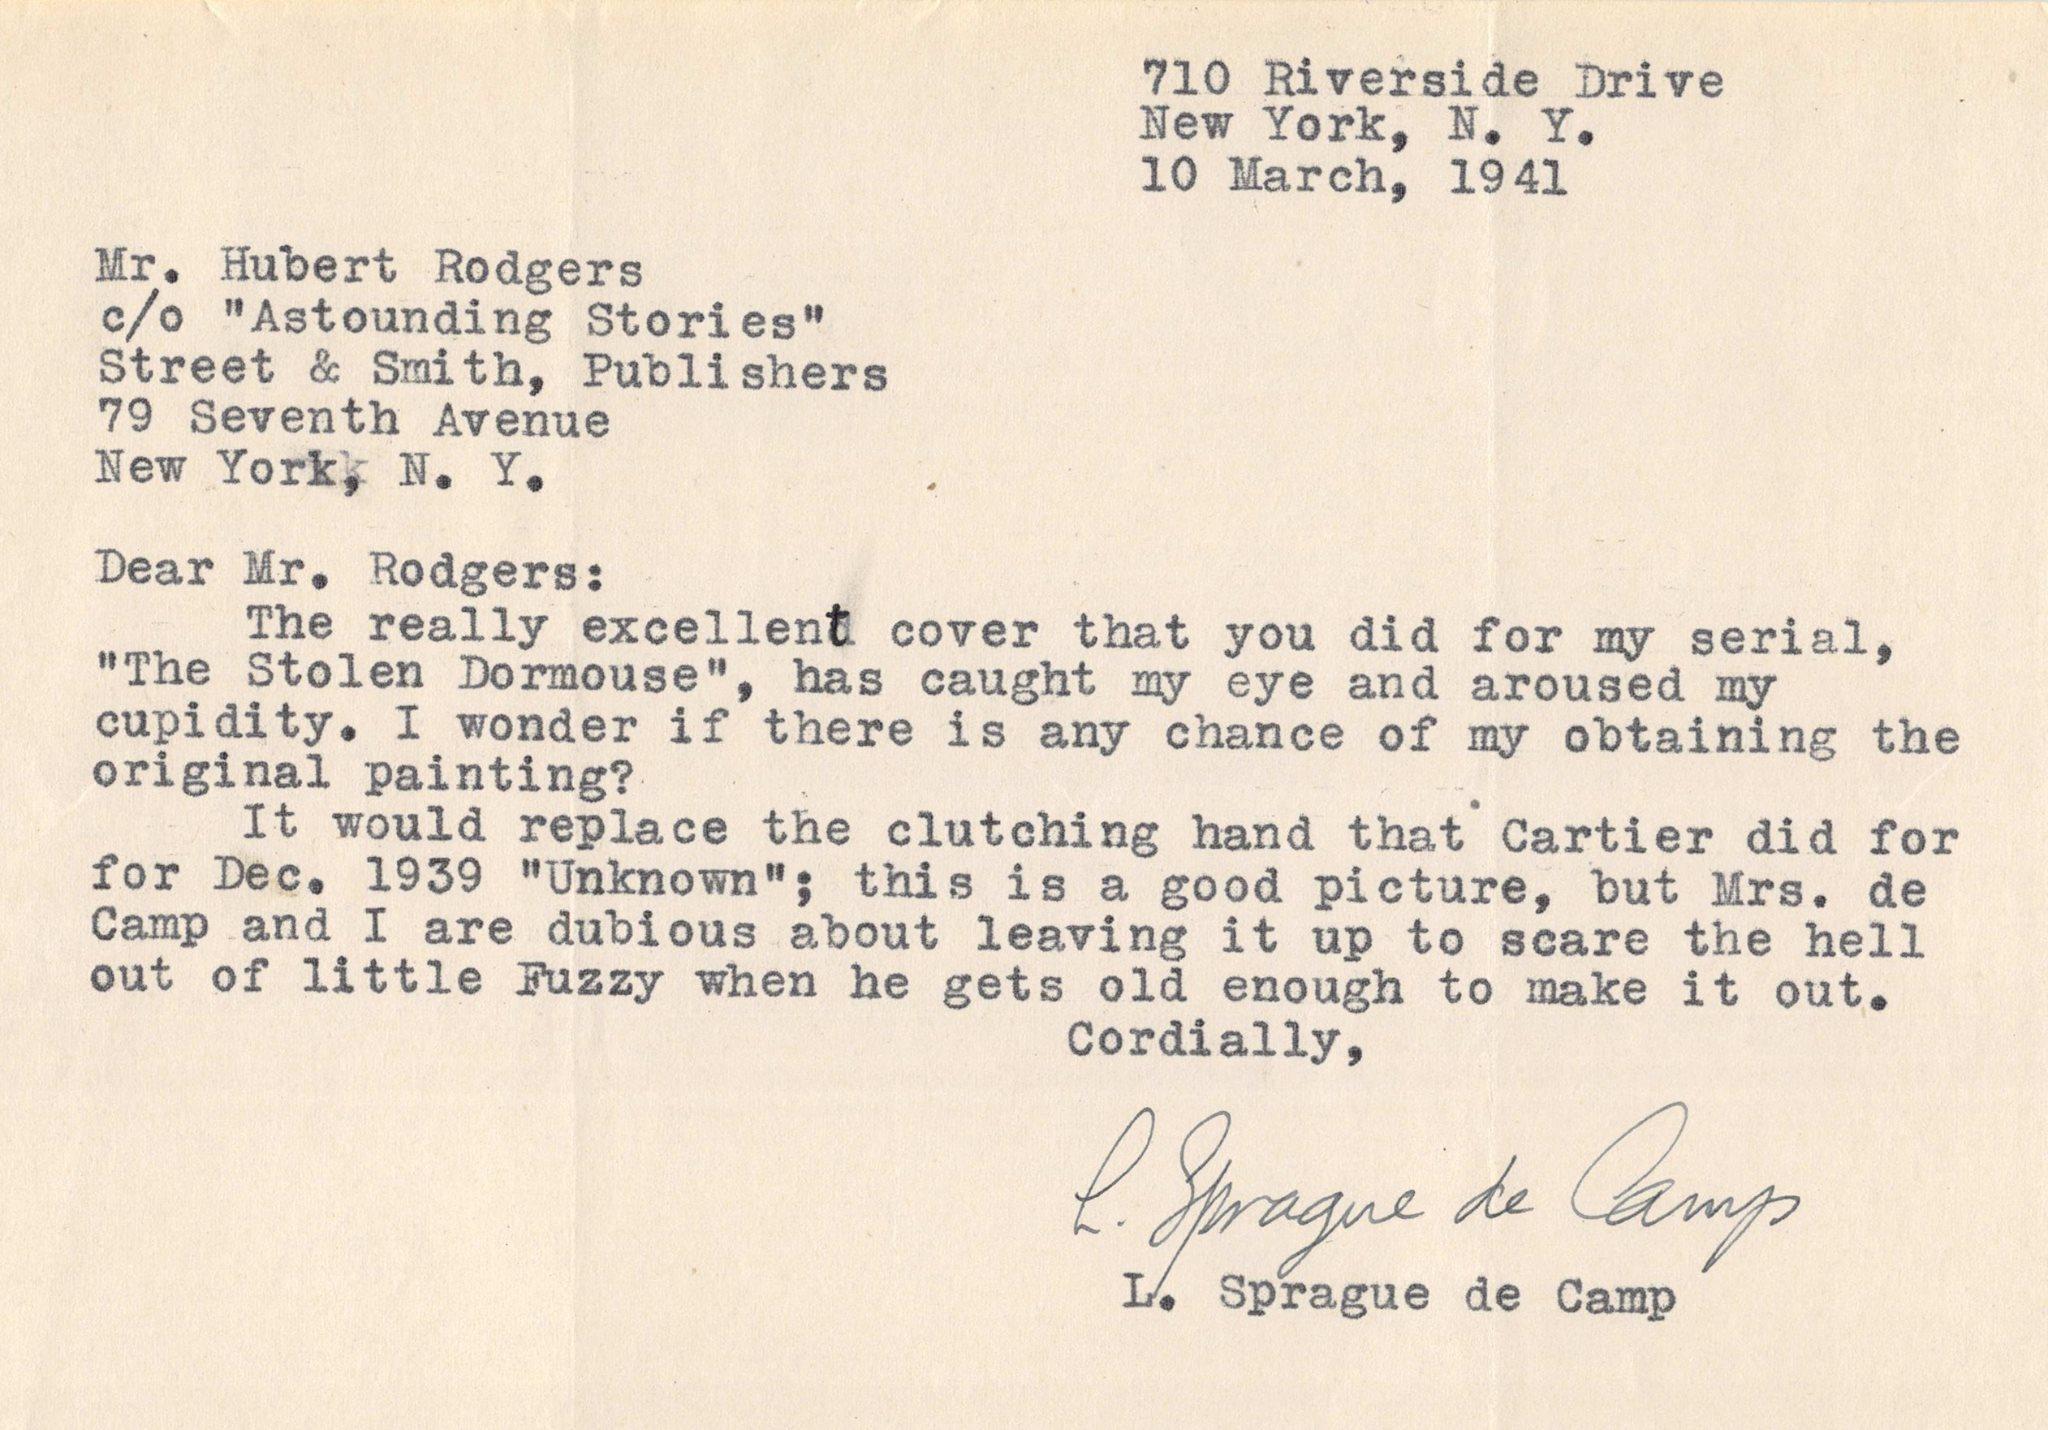 710 Riverside Drive
New York, N. Y.
10 March, 1941
Mr. Hubert Rodgers
c/o "Astounding Stories"
Street & Smith, Publishers
79 Seventh Avenue
New York, N. Y.
Dear Mr. Rodgers:
The really excellent cover that you did for my serial,
"The Stolen Dormouse", has caught my eye and aroused my
cupidity. I wonder if there is any chance of my obtaining the
original painting?
It would replace the clutching hand that Cartier did for
for Dec. 1939 "Unknown"; this is a good picture, but Mrs. de
Camp and I are dubious about leaving it up to scare the hell
out of little Fuzzy when he gets old enough to make it out.
Cordially,
L. Sprague de Camp
L. Sprague de Camp